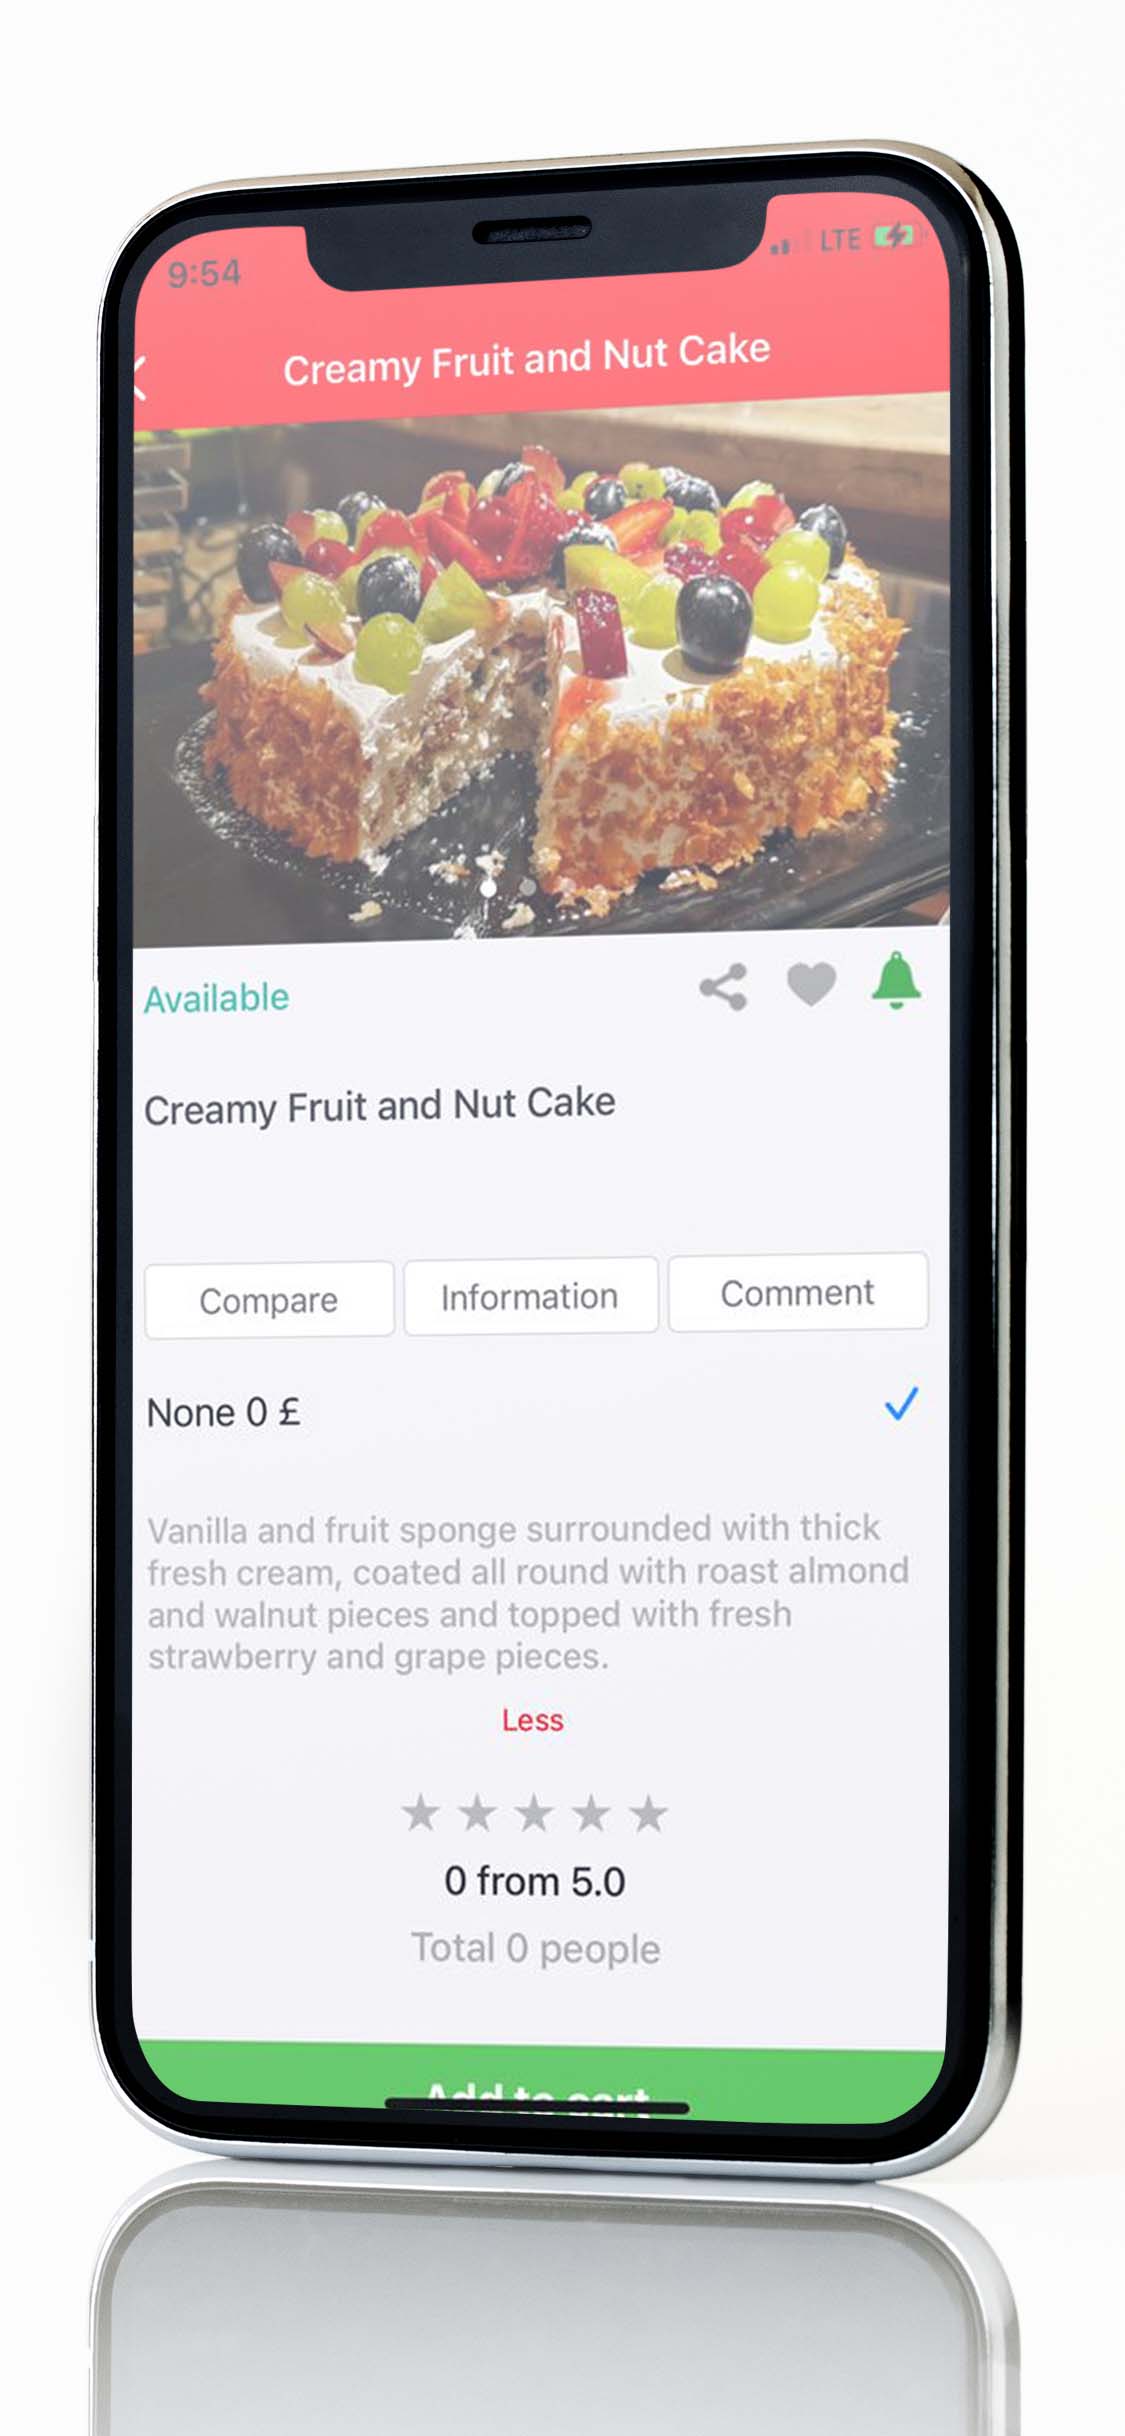 9:54
LTE
Creamy Fruit and Nut Cake
Available
Creamy Fruit and Nut Cake
Compare
Information
Comment
None 0 £
Vanilla and fruit sponge surrounded with thick
fresh cream, coated all round with roast almond
and walnut pieces and topped with fresh
strawberry and grape pieces.
Less
0 from 5.0
Total 0 people
Add to cart